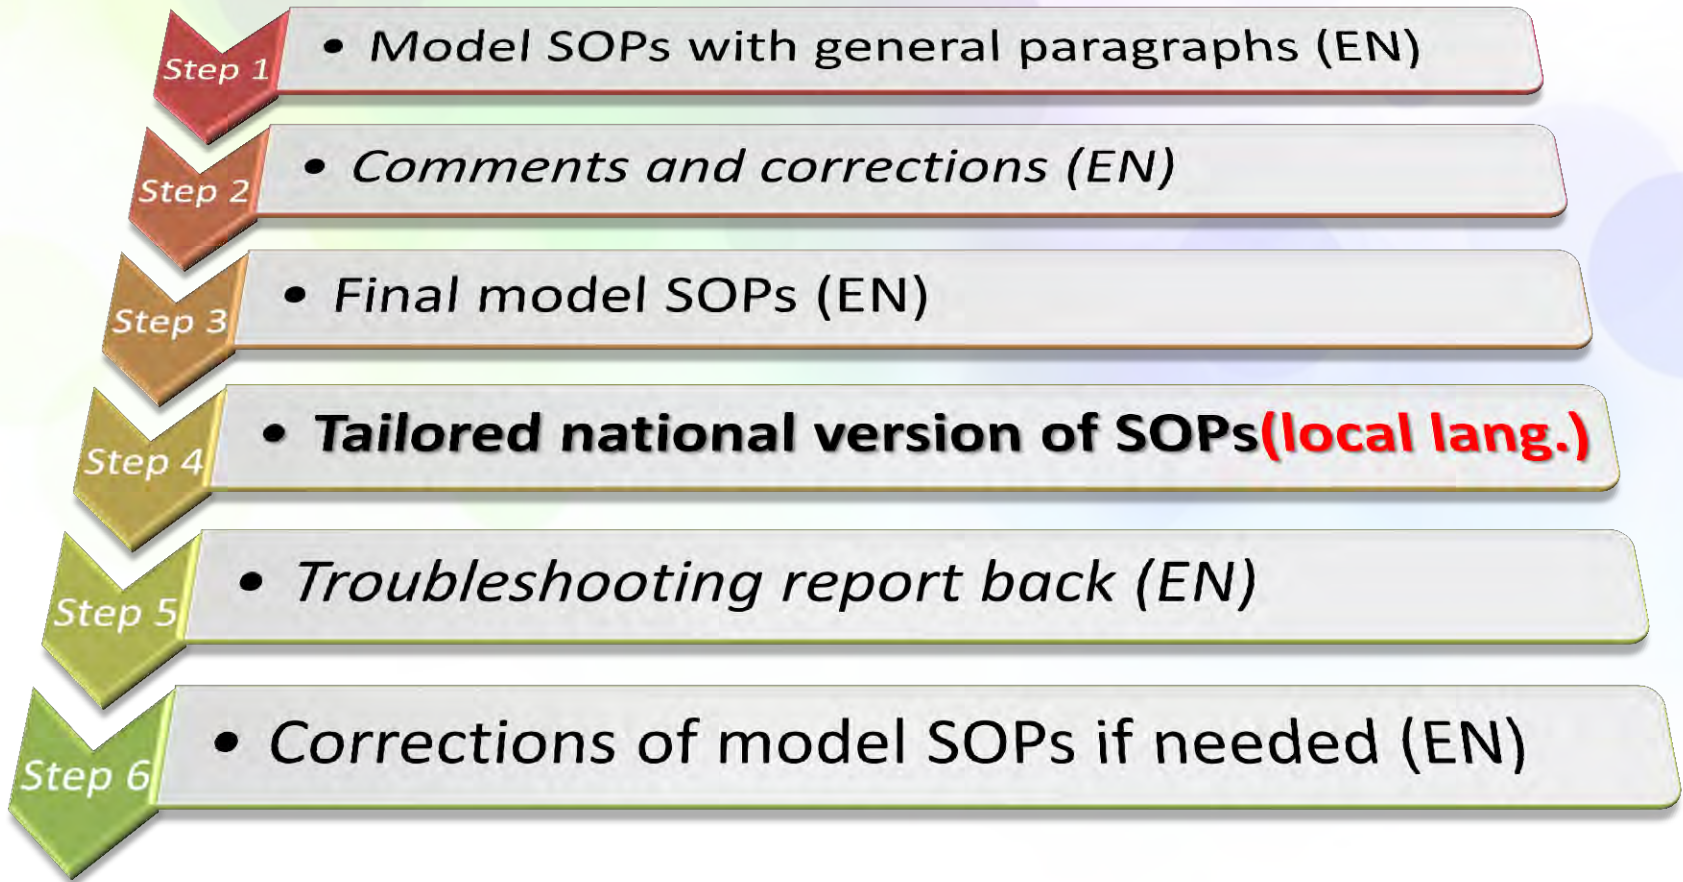 Step 1
• Model SOPs with general paragraphs (EN)
Step 2
• Comments and corrections (EN)
Step 3
• Final model SOPs (EN)
Step 4
• Tailored national version of SOPs(local lang.)
Step 5
• Troubleshooting report back (EN)
Step 6
• Corrections of model SOPs if needed (EN)